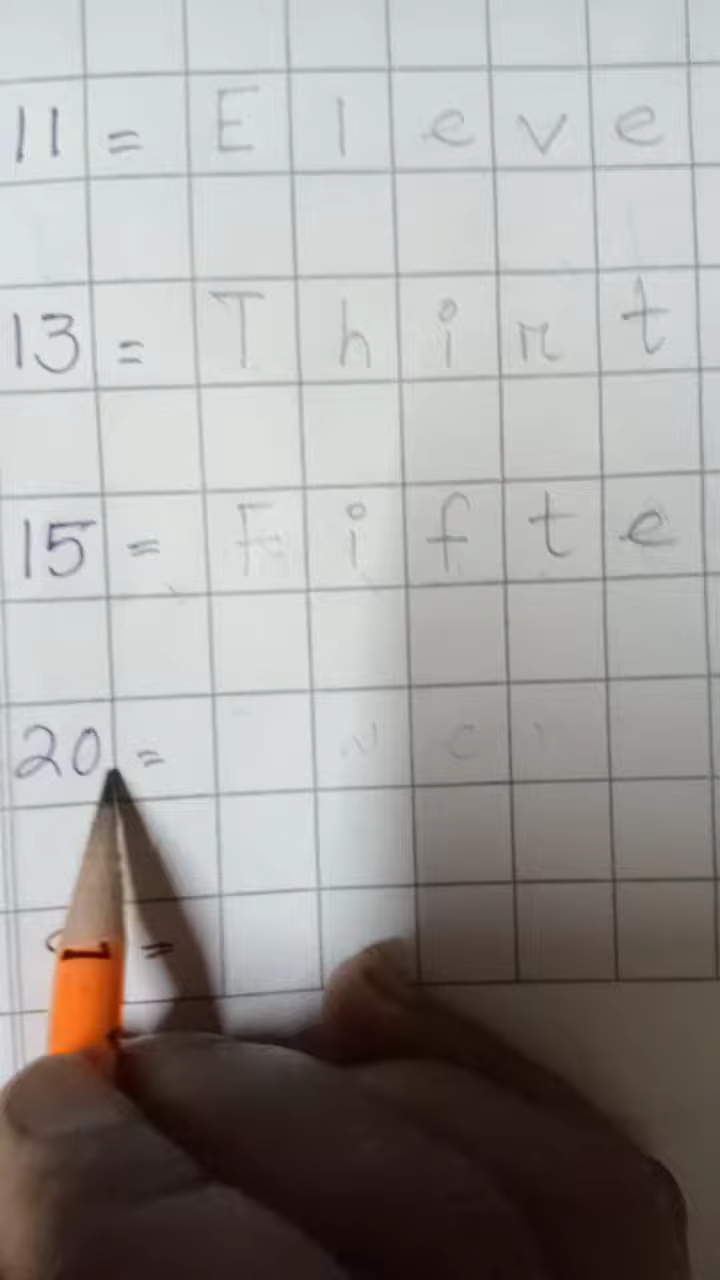 11 = Eleve
13 = Thirt
15 = Fifte
20 =
=